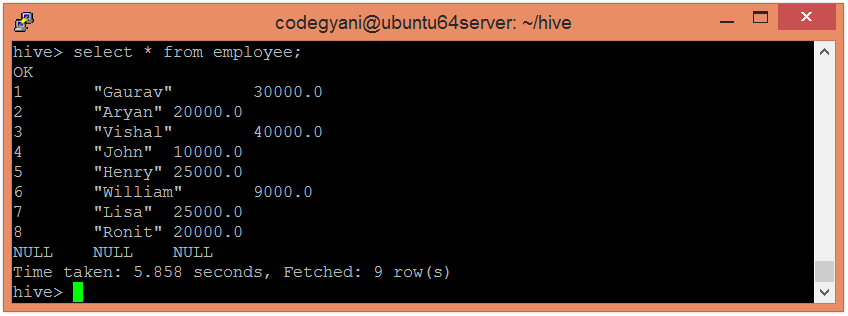 codegyani@ubuntu64server: ~/hive
hive> select * from employee;
OK
1       "Gaurav"        30000.0
2       "Aryan" 20000.0
3       "Vishal"        40000.0
4       "John"  10000.0
5       "Henry" 25000.0
6       "William"       9000.0
7       "Lisa"  25000.0
8       "Ronit" 20000.0
NULL    NULL    NULL
Time taken: 5.858 seconds, Fetched: 9 row(s)
hive>